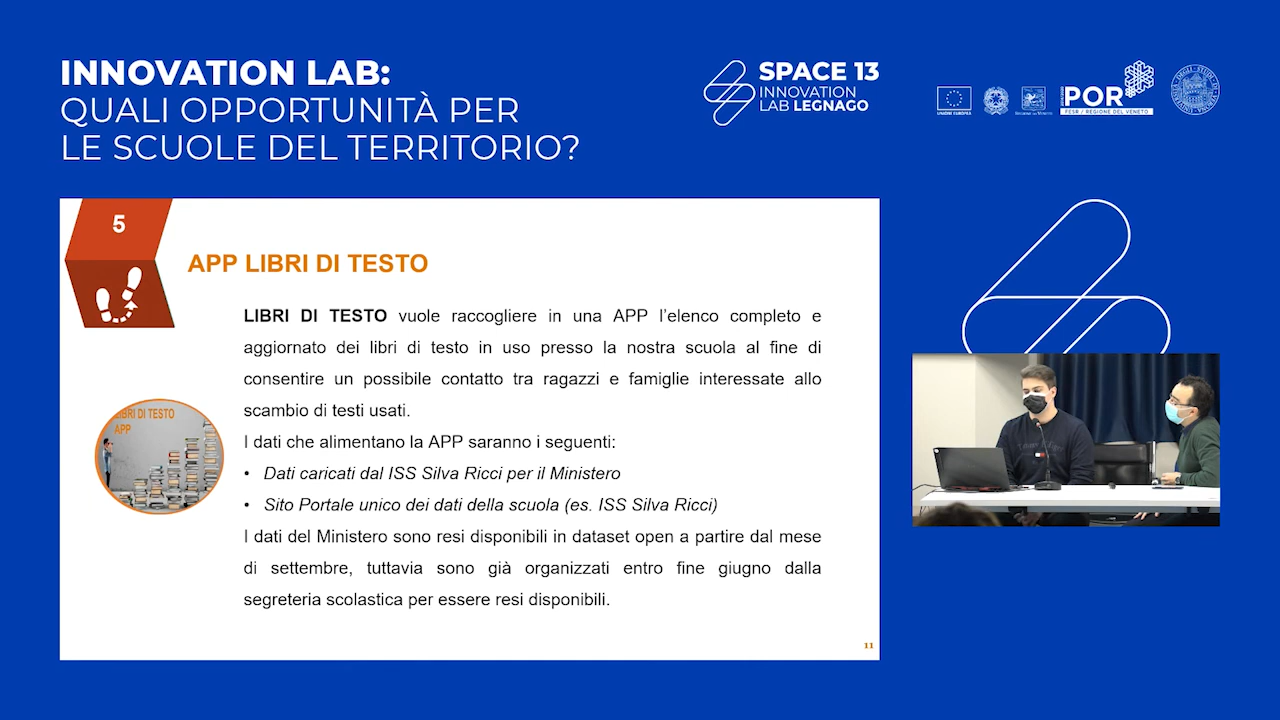 INNOVATION LAB:
QUALI OPPORTUNITÀ PER
LE SCUOLE DEL TERRITORIO?
SPACE 13
INNOVATION
LAB LEGNAGO
UNIONE EUROPEA
REGIONE DEL VENETO
POR
FESR / REGIONE DEL VENETO
5
APP LIBRI DI TESTO
LIBRI DI TESTO vuole raccogliere in una APP l'elenco completo e
aggiornato dei libri di testo in uso presso la nostra scuola al fine di
consentire un possibile contatto tra ragazzi e famiglie interessate allo
scambio di testi usati.
LIBRI DI TESTO
APP
I dati che alimentano la APP saranno i seguenti:
• Dati caricati dal ISS Silva Ricci per il Ministero
• Sito Portale unico dei dati della scuola (es. ISS Silva Ricci)
I dati del Ministero sono resi disponibili in dataset open a partire dal mese
di settembre, tuttavia sono già organizzati entro fine giugno dalla
segreteria scolastica per essere resi disponibili.
11